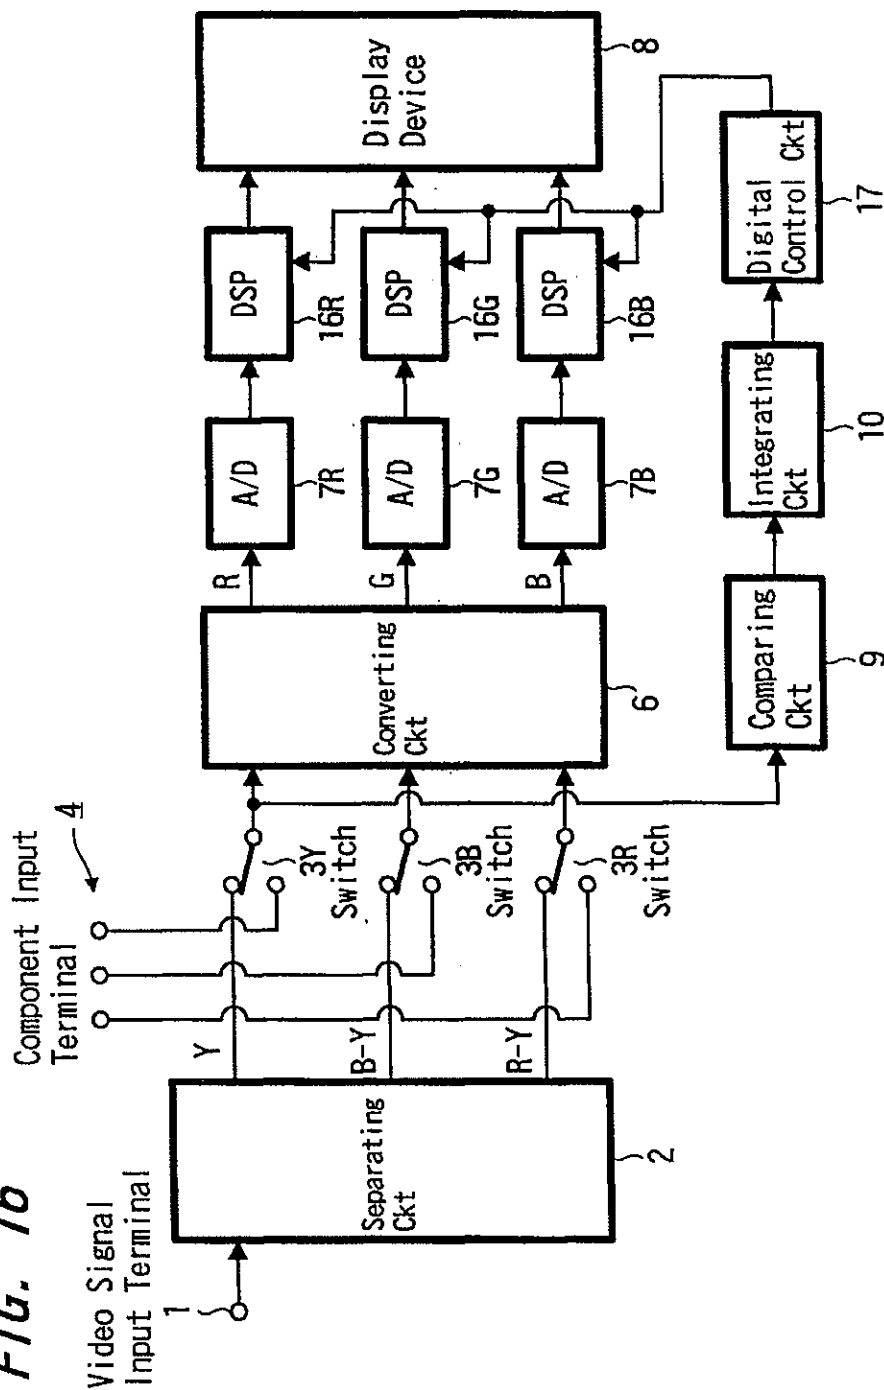 FIG. 16
Video Signal
Input Terminal
1
Component Input
Terminal
4
Separating
Ckt
2
Y
B-Y
R-Y
3Y
Switch
3B
Switch
3R
Switch
Converting
Ckt
6
R
G
B
A/D
7R
A/D
7G
A/D
7B
DSP
16R
DSP
16G
DSP
16B
Display
Device
8
Comparing
Ckt
9
Integrating
Ckt
10
Digital
Control Ckt
17